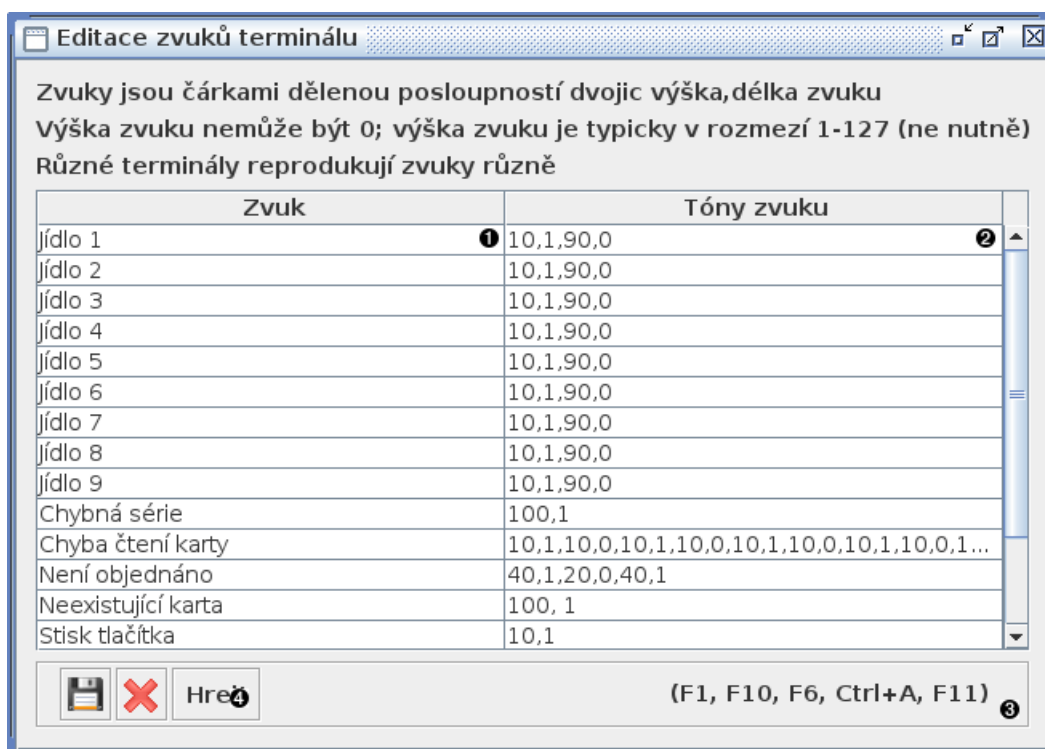 Editace zvuků terminálu
Zvuky jsou čárkami dělenou posloupností dvojic výška,délka zvuku
Výška zvuku nemůže být 0; výška zvuku je typicky v rozmezí 1-127 (ne nutně)
Různé terminály reprodukují zvuky různě
Zvuk Tóny zvuku
Jídlo 1 ❶ 10,1,90,0 ❷
Jídlo 2 10,1,90,0
Jídlo 3 10,1,90,0
Jídlo 4 10,1,90,0
Jídlo 5 10,1,90,0
Jídlo 6 10,1,90,0
Jídlo 7 10,1,90,0
Jídlo 8 10,1,90,0
Jídlo 9 10,1,90,0
Chybná série 100,1
Chyba čtení karty 10,1,10,0,10,1,10,0,10,1,10,0,10,1,10,0,1...
Není objednáno 40,1,20,0,40,1
Neexistující karta 100, 1
Stisk tlačítka 10,1
❹ (F1, F10, F6, Ctrl+A, F11) ❸